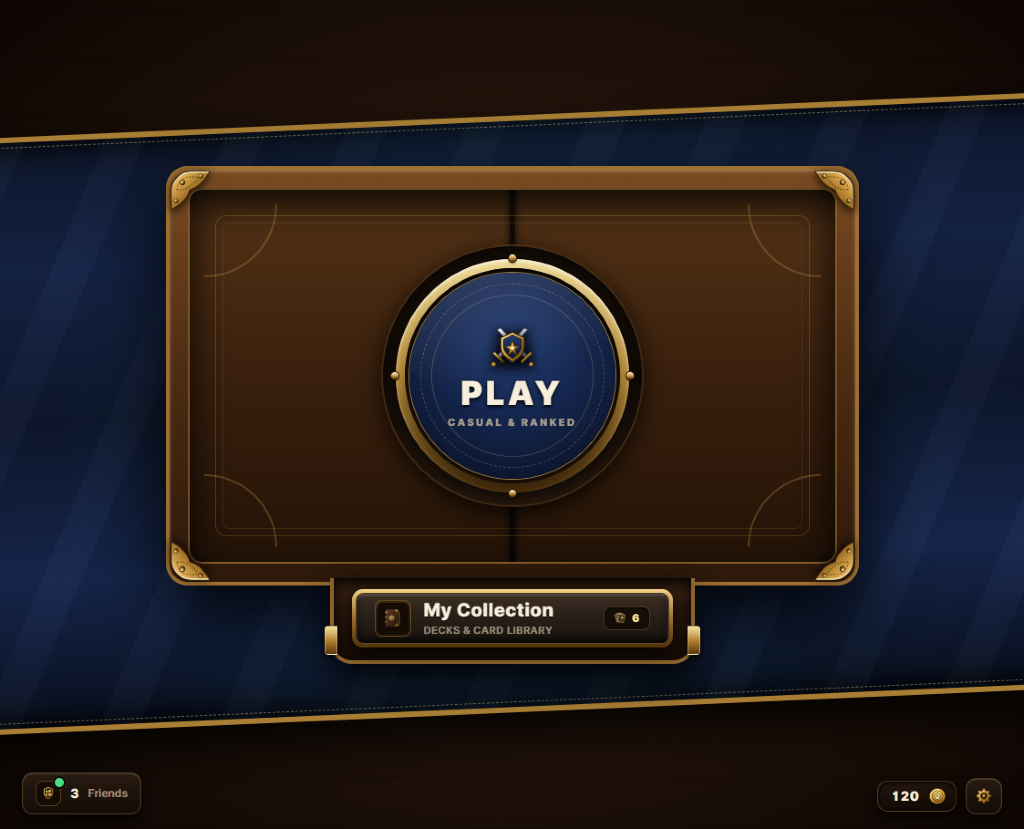 PLAY
CASUAL & RANKED
My Collection
DECKS & CARD LIBRARY
6
3 Friends
120